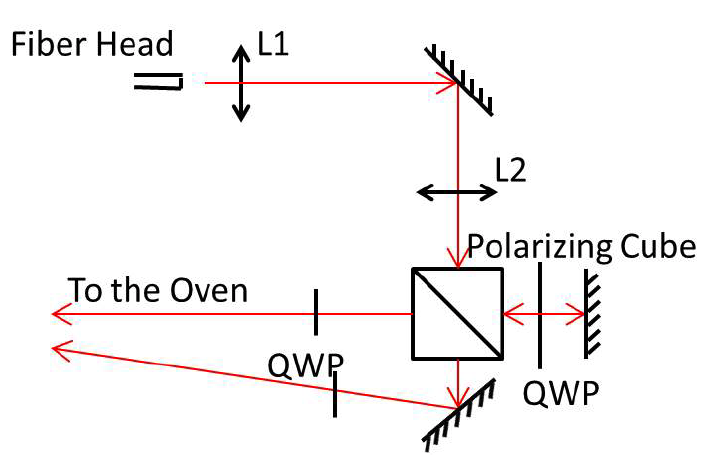 Fiber Head
L1
L2
Polarizing Cube
To the Oven
QWP
QWP